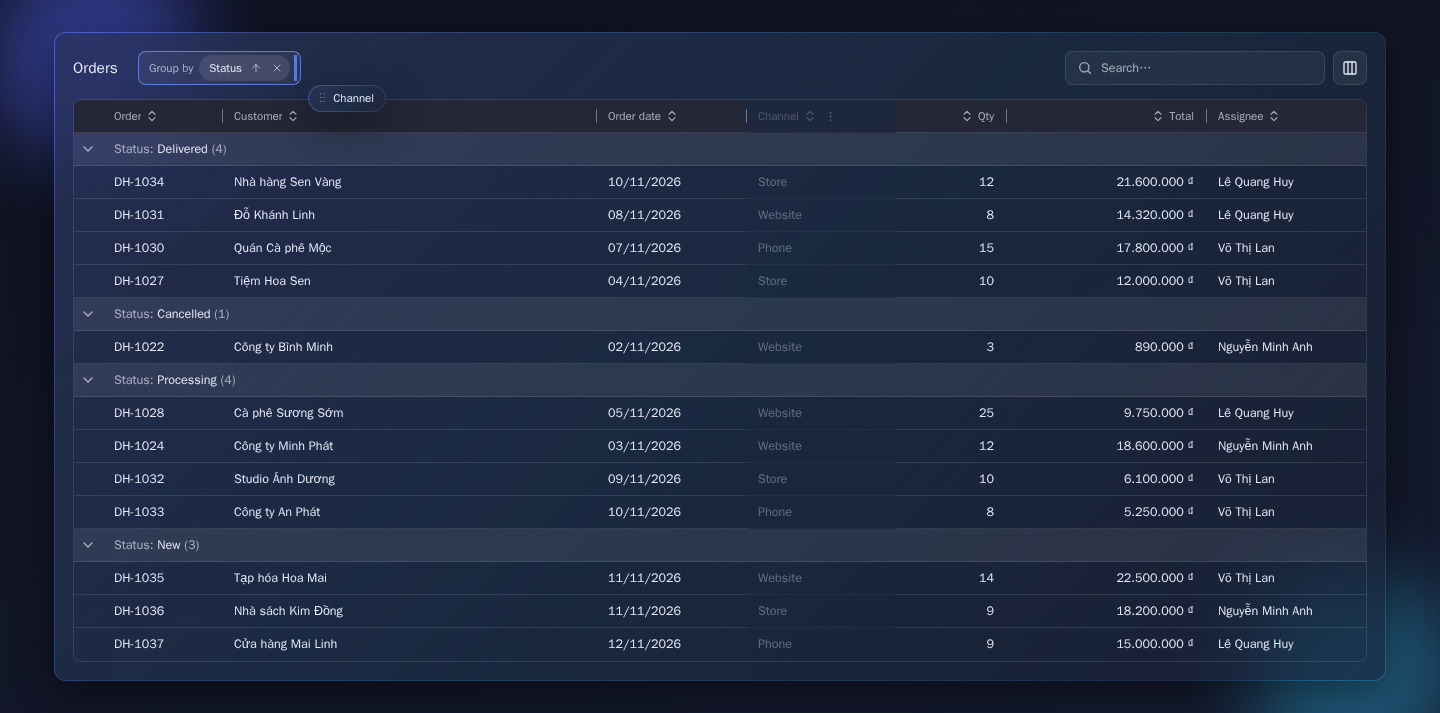 Orders Group by Status Search···
Channel
Order Customer Order date Channel Qty Total Assignee
Status: Delivered (4)
DH-1034 Nhà hàng Sen Vàng 10/11/2026 Store 12 21.600.000 ₫ Lê Quang Huy
DH-1031 Đỗ Khánh Linh 08/11/2026 Website 8 14.320.000 ₫ Lê Quang Huy
DH-1030 Quán Cà phê Mộc 07/11/2026 Phone 15 17.800.000 ₫ Võ Thị Lan
DH-1027 Tiệm Hoa Sen 04/11/2026 Store 10 12.000.000 ₫ Võ Thị Lan
Status: Cancelled (1)
DH-1022 Công ty Bình Minh 02/11/2026 Website 3 890.000 ₫ Nguyễn Minh Anh
Status: Processing (4)
DH-1028 Cà phê Sương Sớm 05/11/2026 Website 25 9.750.000 ₫ Lê Quang Huy
DH-1024 Công ty Minh Phát 03/11/2026 Website 12 18.600.000 ₫ Nguyễn Minh Anh
DH-1032 Studio Ánh Dương 09/11/2026 Store 10 6.100.000 ₫ Võ Thị Lan
DH-1033 Công ty An Phát 10/11/2026 Phone 8 5.250.000 ₫ Võ Thị Lan
Status: New (3)
DH-1035 Tạp hóa Hoa Mai 11/11/2026 Website 14 22.500.000 ₫ Võ Thị Lan
DH-1036 Nhà sách Kim Đồng 11/11/2026 Store 9 18.200.000 ₫ Nguyễn Minh Anh
DH-1037 Cửa hàng Mai Linh 12/11/2026 Phone 9 15.000.000 ₫ Lê Quang Huy